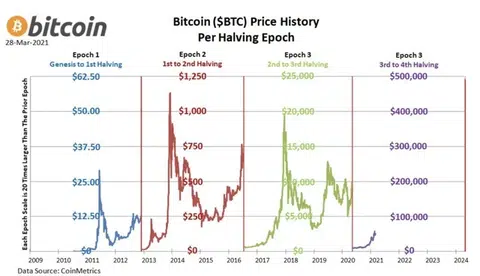 bitcoin
28-Mar-2021
Bitcoin ($BTC) Price History
Per Halving Epoch
Epoch 1
Genesis to 1st Halving
Epoch 2
1st to 2nd Halving
Epoch 3
2nd to 3rd Halving
Epoch 3
3rd to 4th Halving
Each Epoch Scale is 20 Times Larger Than The Prior Epoch
$62.50
$50.00
$37.50
$25.00
$12.50
$0
$1,250
$1,000
$750
$500
$250
$0
$25,000
$20,000
$15,000
$10,000
$5,000
$0
$500,000
$400,000
$300,000
$200,000
$100,000
$0
2009 2010 2011 2012 2013 2014 2015 2016 2017 2018 2019 2020 2021 2022 2023 2024
Data Source: CoinMetrics